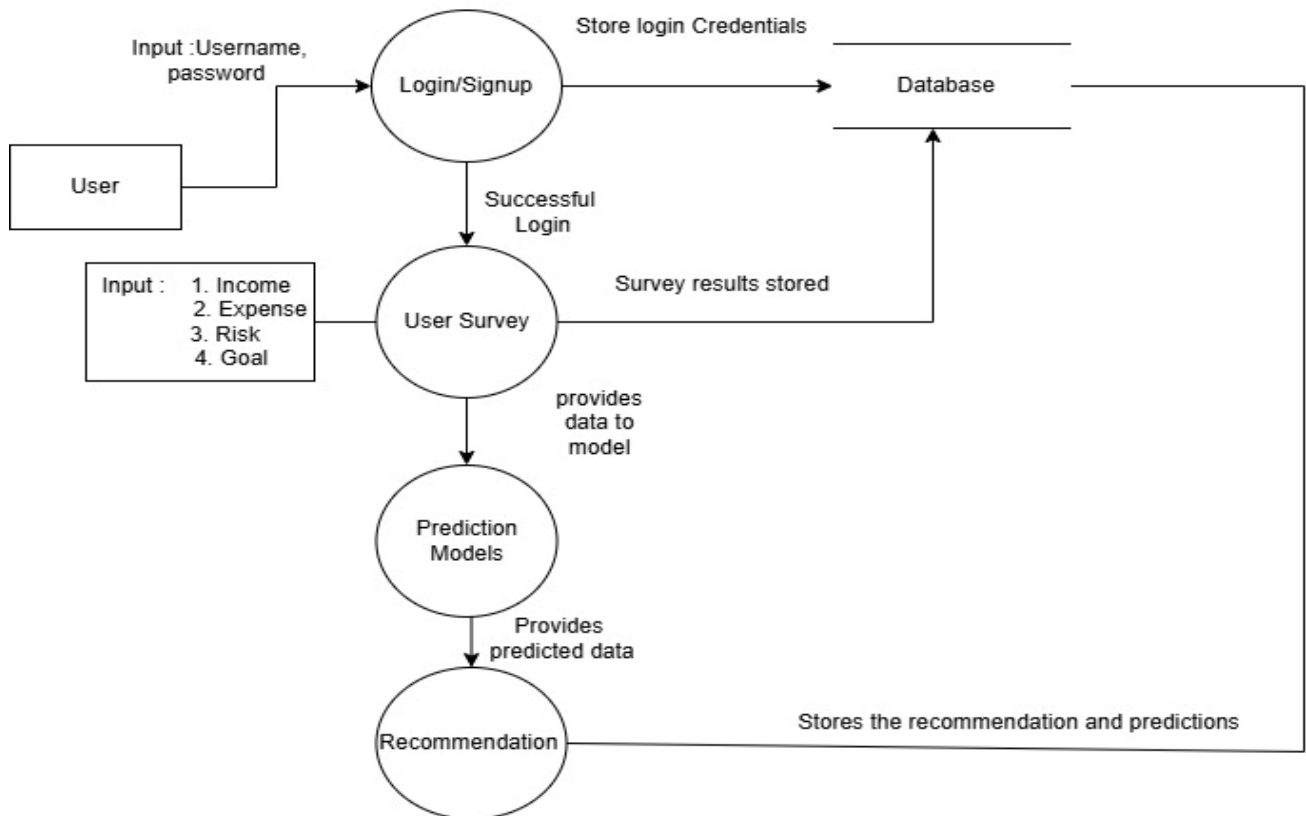 Store login Credentials
Input :Username,
password
Login/Signup
Database
User
Successful
Login
Input : 1. Income
2. Expense
3. Risk
4. Goal
User Survey
Survey results stored
provides
data to
model
Prediction
Models
Provides
predicted data
Recommendation
Stores the recommendation and predictions